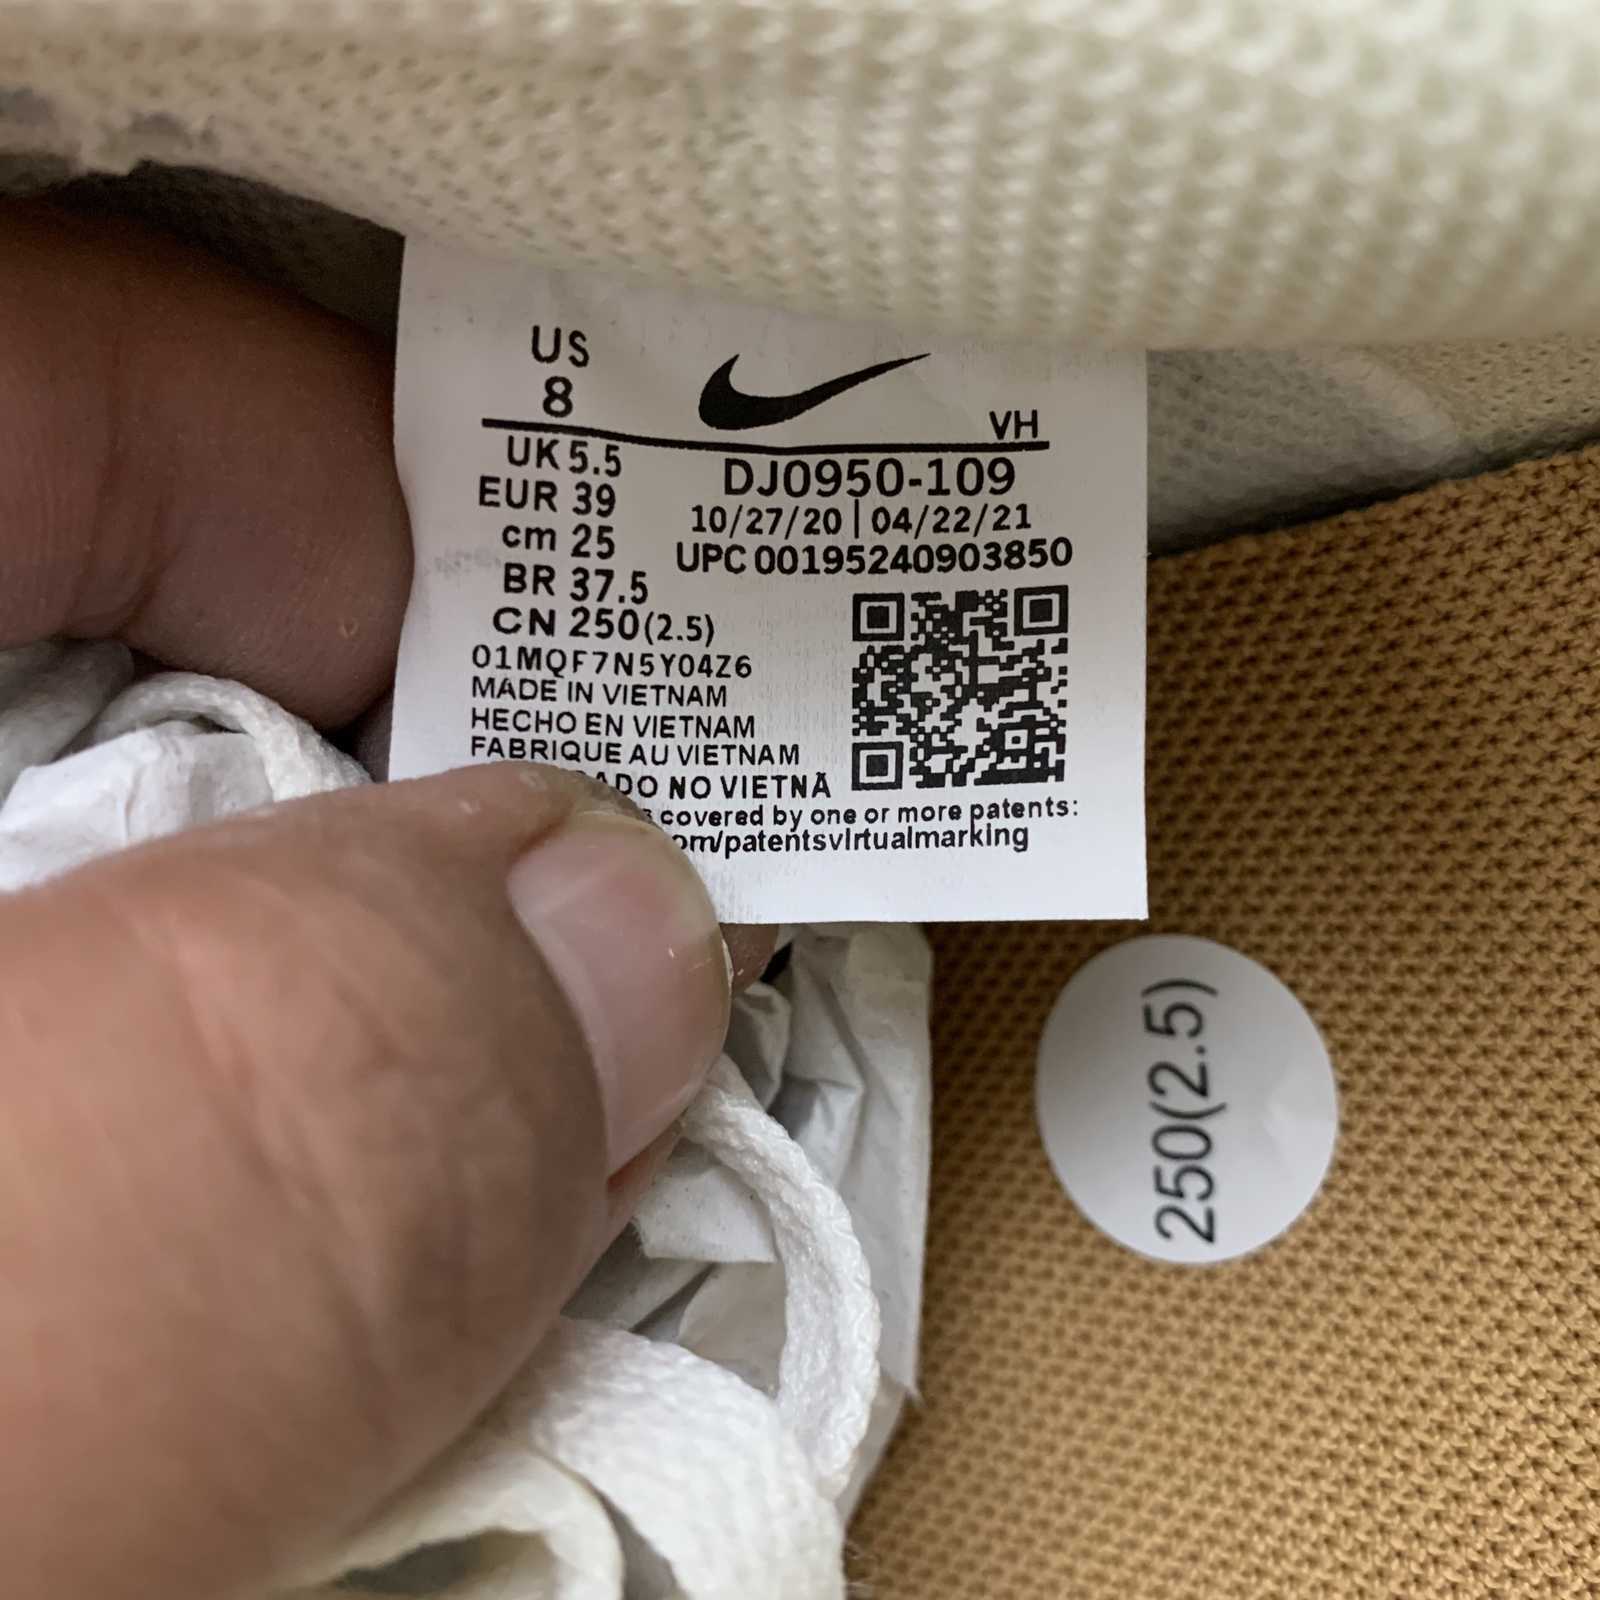 US
8
VH
UK 5.5
EUR 39
cm 25
BR 37.5
CN 250(2.5)
DJ0950-109
10/27/20 | 04/22/21
UPC 00195240903850
01MQF7N5Y04Z6
MADE IN VIETNAM
HECHO EN VIETNAM
FABRIQUE AU VIETNAM
NO VIETNÃ
covered by one or more patents:
/patentsvirtualmarking
250(2.5)